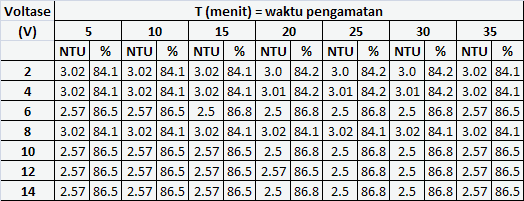 Voltase (V) T (menit) = waktu pengamatan
5 10 15 20 25 30 35
NTU % NTU % NTU % NTU % NTU % NTU % NTU %
2 3.02 84.1 3.02 84.1 3.02 84.1 3.0 84.2 3.0 84.2 3.0 84.2 3.02 84.1
4 3.02 84.1 3.02 84.1 3.02 84.1 3.01 84.2 3.01 84.2 3.01 84.2 3.02 84.1
6 2.57 86.5 2.57 86.5 2.5 86.8 2.5 86.8 2.5 86.8 2.5 86.8 2.57 86.5
8 3.02 84.1 3.02 84.1 3.02 84.1 3.02 84.1 3.02 84.1 3.02 84.1 3.02 84.1
10 2.57 86.5 2.57 86.5 2.57 86.5 2.5 86.8 2.5 86.8 2.5 86.8 2.57 86.5
12 2.57 86.5 2.57 86.5 2.57 86.5 2.57 86.5 2.5 86.8 2.5 86.8 2.57 86.5
14 2.57 86.5 2.57 86.5 2.57 86.5 2.5 86.8 2.5 86.8 2.5 86.8 2.57 86.5